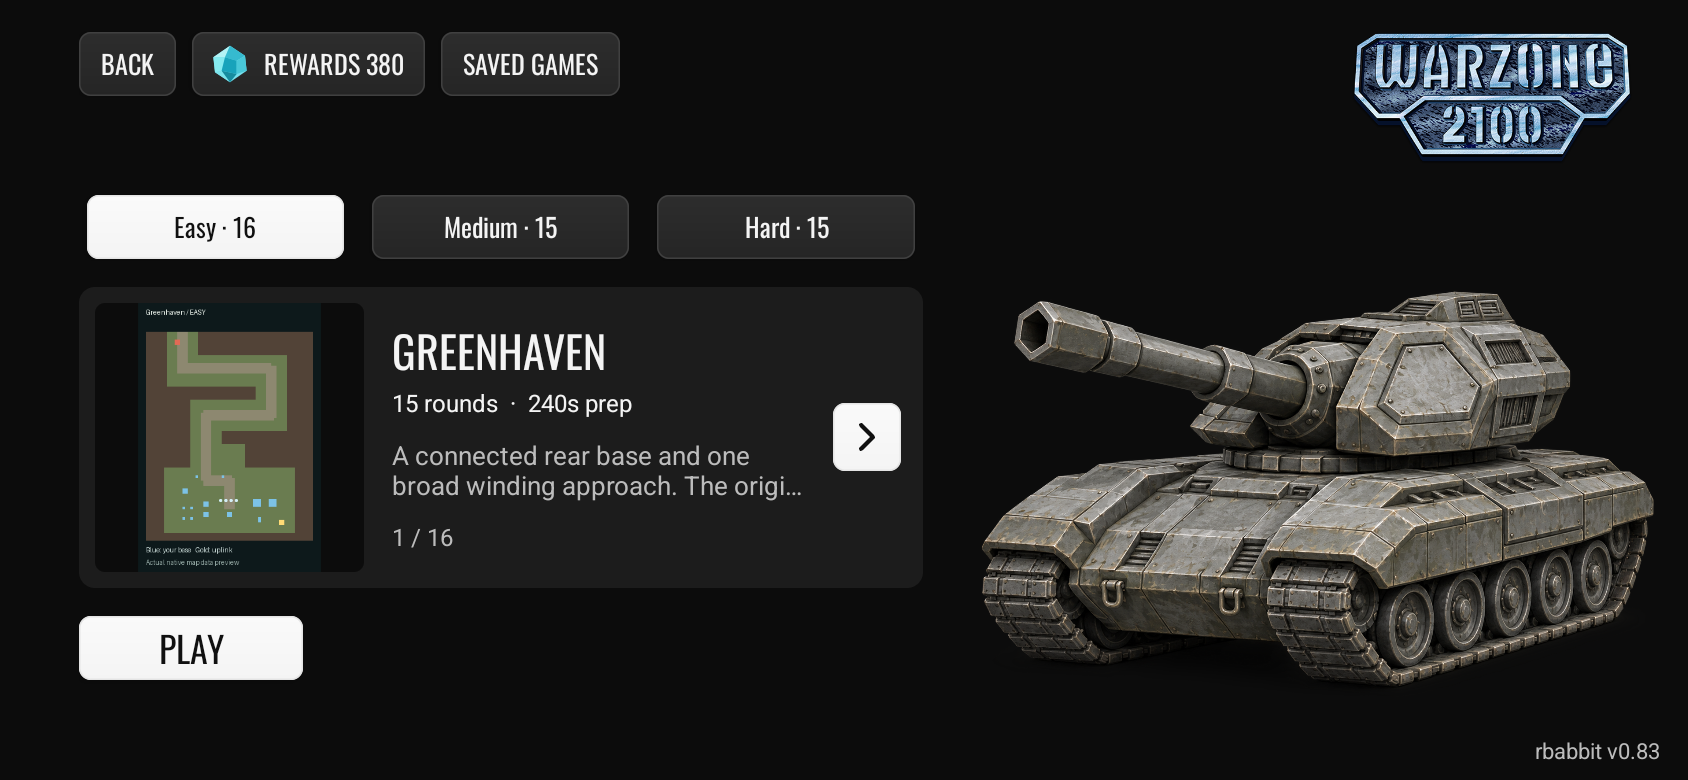 BACK
REWARDS 380
SAVED GAMES
WARZONE
2100
Easy · 16
Medium · 15
Hard · 15
Greenhaven / EASY
Blue: your base  Gold: uplink
Actual native map data preview
GREENHAVEN
15 rounds · 240s prep
A connected rear base and one
broad winding approach. The origi...
1 / 16
PLAY
rbabbit v0.83